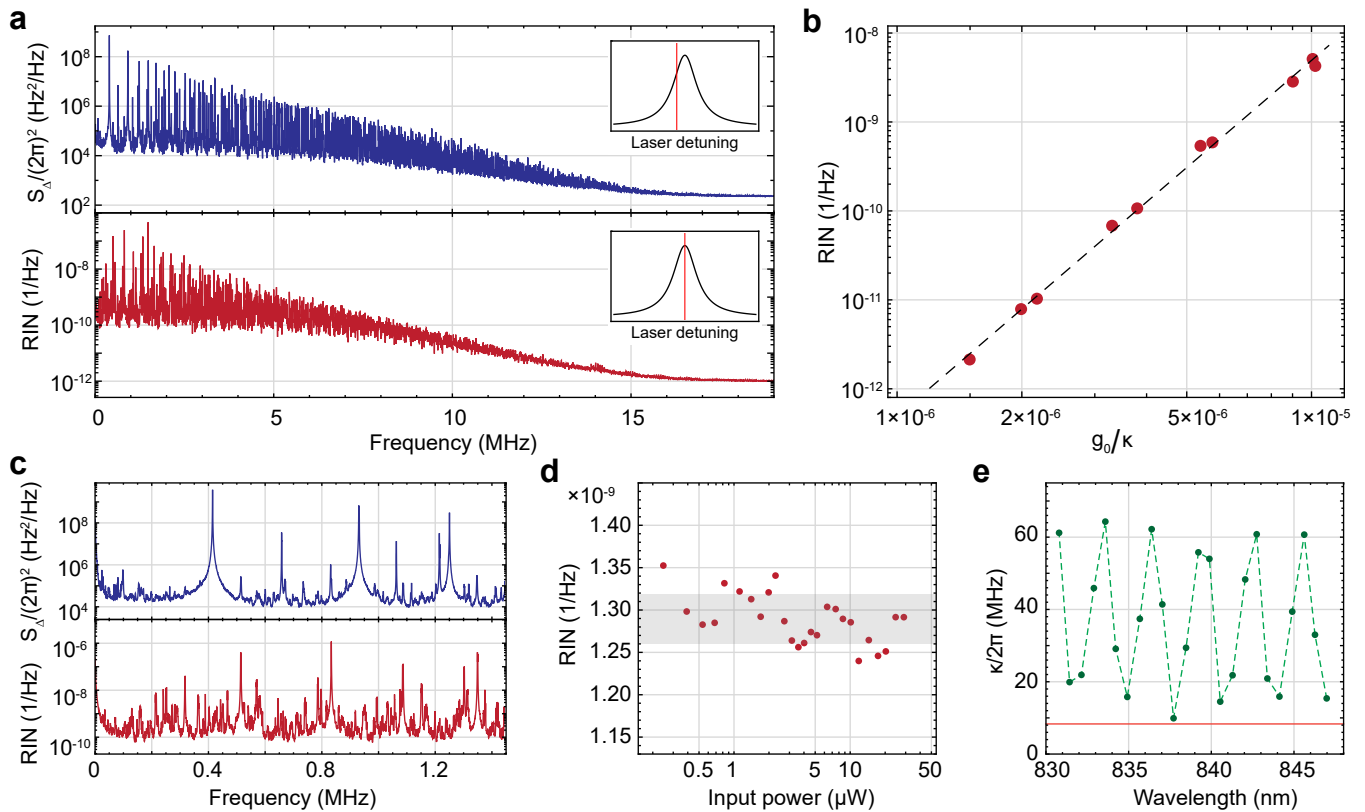 a
S_Δ/(2π)² (Hz²/Hz)
10⁸
10⁶
10⁴
10²
Laser detuning
RIN (1/Hz)
10⁻⁸
10⁻¹⁰
10⁻¹²
Laser detuning
0 5 10 15
Frequency (MHz)
b
RIN (1/Hz)
10⁻⁸
10⁻⁹
10⁻¹⁰
10⁻¹¹
10⁻¹²
1×10⁻⁶ 2×10⁻⁶ 5×10⁻⁶ 1×10⁻⁵
g₀/κ
c
S_Δ/(2π)² (Hz²/Hz)
10⁸
10⁶
10⁴
RIN (1/Hz)
10⁻⁶
10⁻⁸
10⁻¹⁰
0 0.4 0.8 1.2
Frequency (MHz)
d
×10⁻⁹
RIN (1/Hz)
1.40
1.35
1.30
1.25
1.20
1.15
0.5 1 5 10 50
Input power (μW)
e
κ/2π (MHz)
60
40
20
0
830 835 840 845
Wavelength (nm)